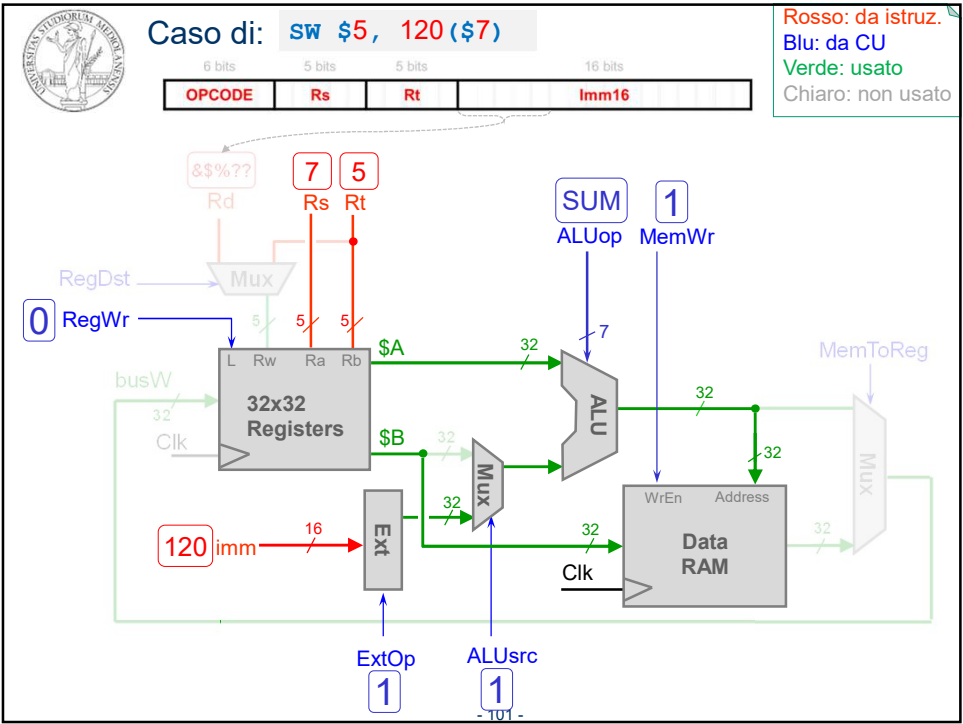 UNIVERSITAS STUDIORUM MEDIOLANENSIS
Caso di: SW $5, 120($7)
Rosso: da istruz.
Blu: da CU
Verde: usato
Chiaro: non usato
6 bits 5 bits 5 bits 16 bits
OPCODE Rs Rt Imm16
&$%?? 7 5 SUM 1
Rd Rs Rt ALUop MemWr
RegDst Mux
0 RegWr 5 5 5 7
L Rw Ra Rb $A 32 MemToReg
busW 32
32x32 Registers
ALU 32
Clk $B 32 Mux 32 Mux
WrEn Address
120 imm 16 Ext 32 32 Data RAM 32
Clk
ExtOp ALUsrc
1 1
- 101 -